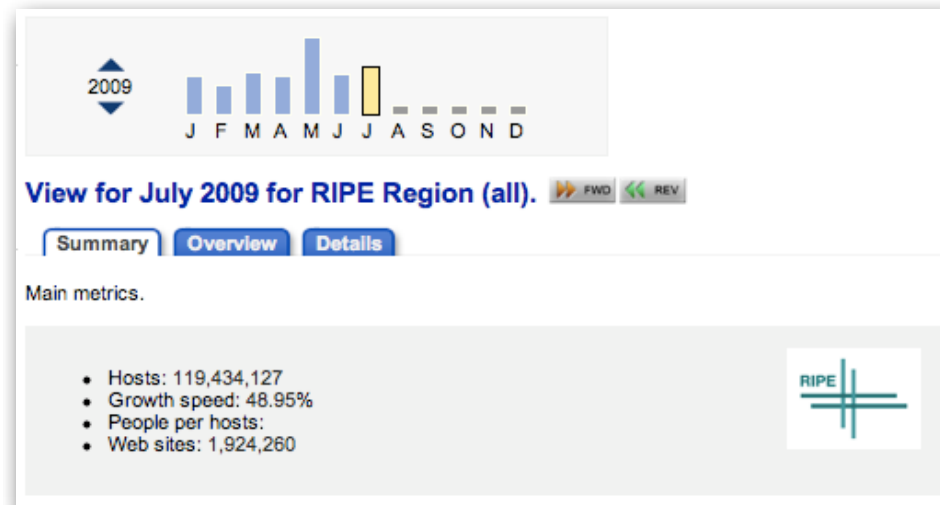 2009
J F M A M J J A S O N D
View for July 2009 for RIPE Region (all). FWD REV
Summary Overview Details
Main metrics.
• Hosts: 119,434,127
• Growth speed: 48.95%
• People per hosts:
• Web sites: 1,924,260
RIPE